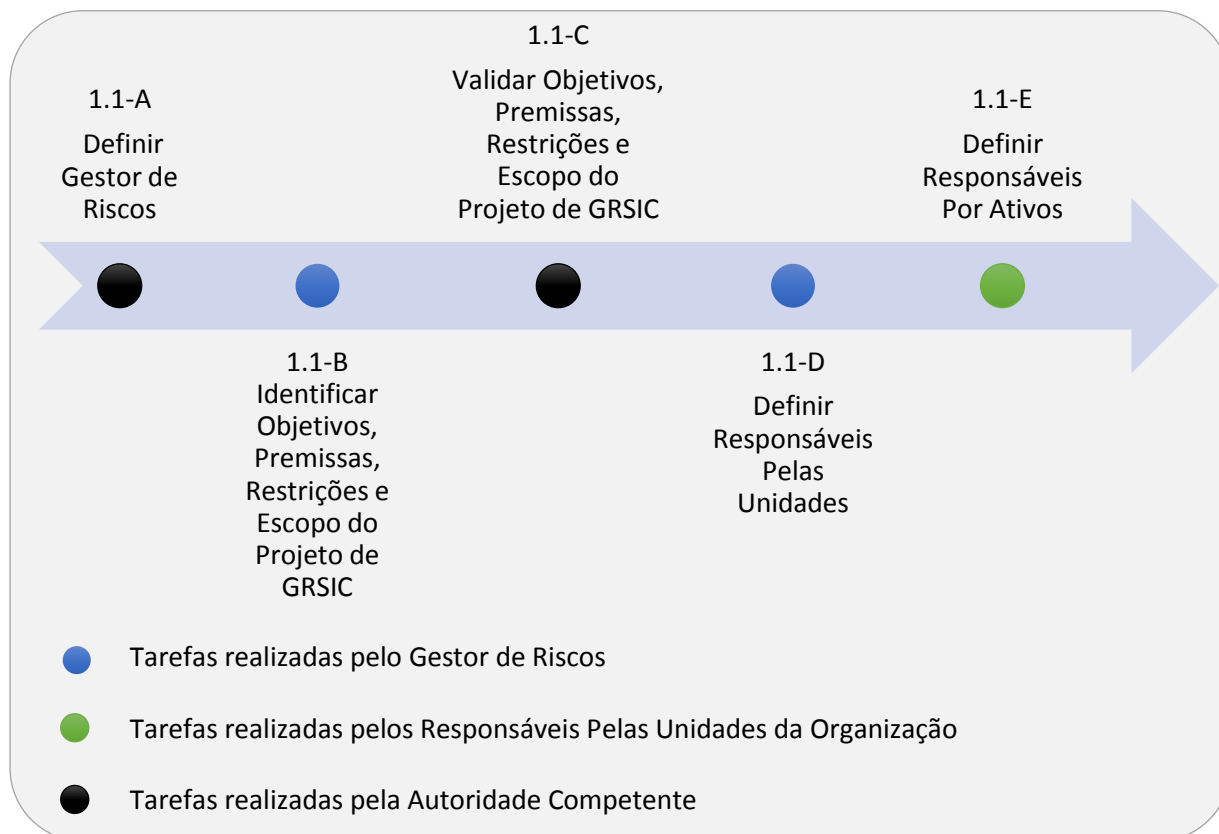 1.1-A
Definir
Gestor de
Riscos
1.1-B
Identificar
Objetivos,
Premissas,
Restrições e
Escopo do
Projeto de
GRSIC
1.1-C
Validar Objetivos,
Premissas,
Restrições e
Escopo do
Projeto de GRSIC
1.1-D
Definir
Responsáveis
Pelas
Unidades
1.1-E
Definir
Responsáveis
Por Ativos
Tarefas realizadas pelo Gestor de Riscos
Tarefas realizadas pelos Responsáveis Pelas Unidades da Organização
Tarefas realizadas pela Autoridade Competente